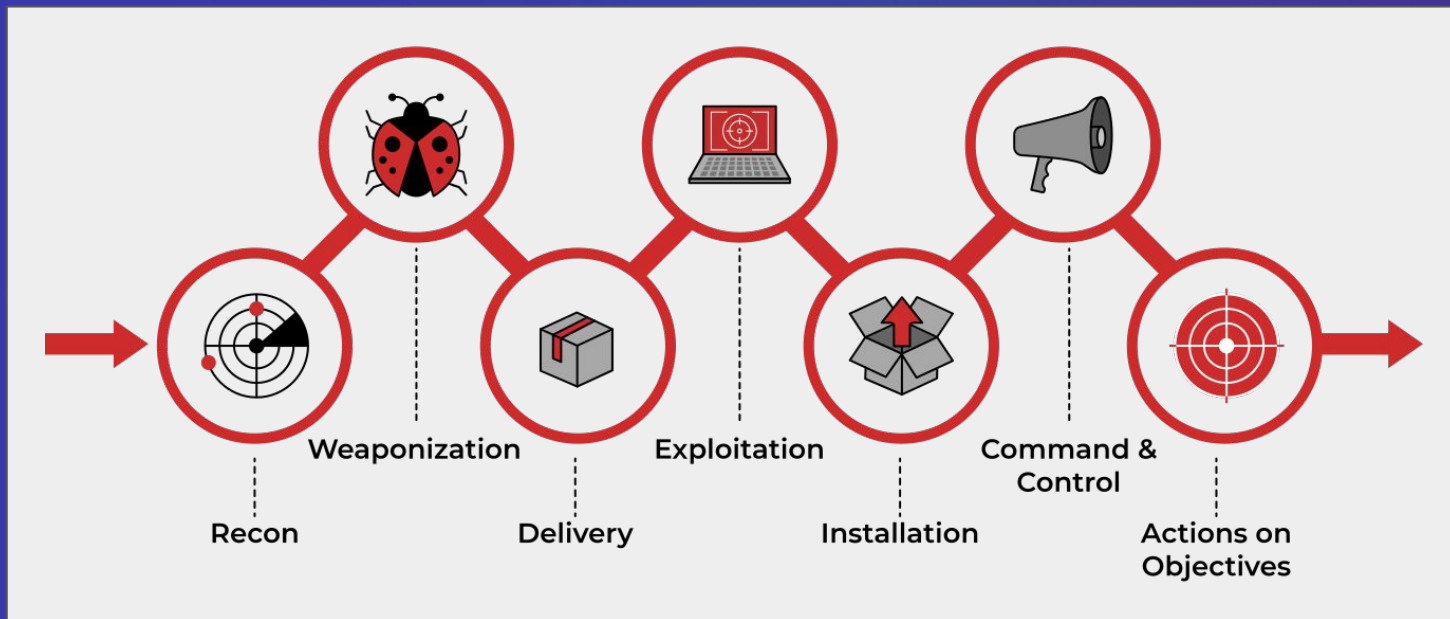 Recon
Weaponization
Delivery
Exploitation
Installation
Command &
Control
Actions on
Objectives